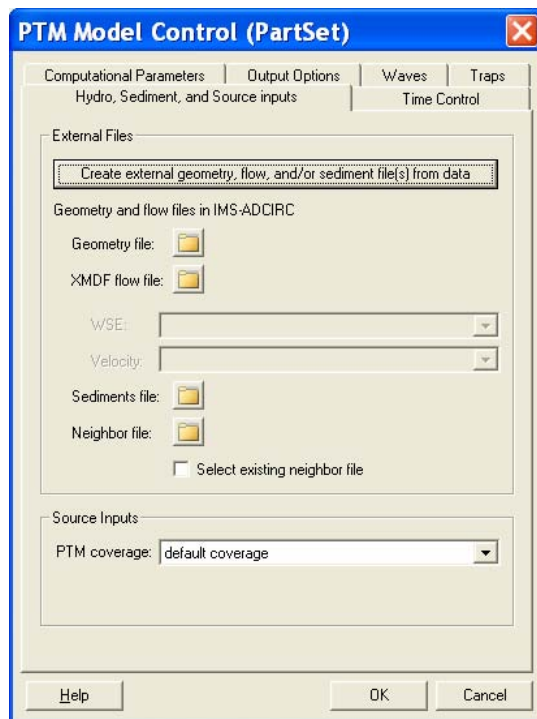 PTM Model Control (PartSet)
Computational Parameters Output Options Waves Traps
Hydro, Sediment, and Source inputs Time Control
External Files
Create external geometry, flow, and/or sediment file(s) from data
Geometry and flow files in IMS-ADCIRC
Geometry file:
XMDF flow file:
WSE:
Velocity:
Sediments file:
Neighbor file:
Select existing neighbor file
Source Inputs
PTM coverage: default coverage
Help OK Cancel